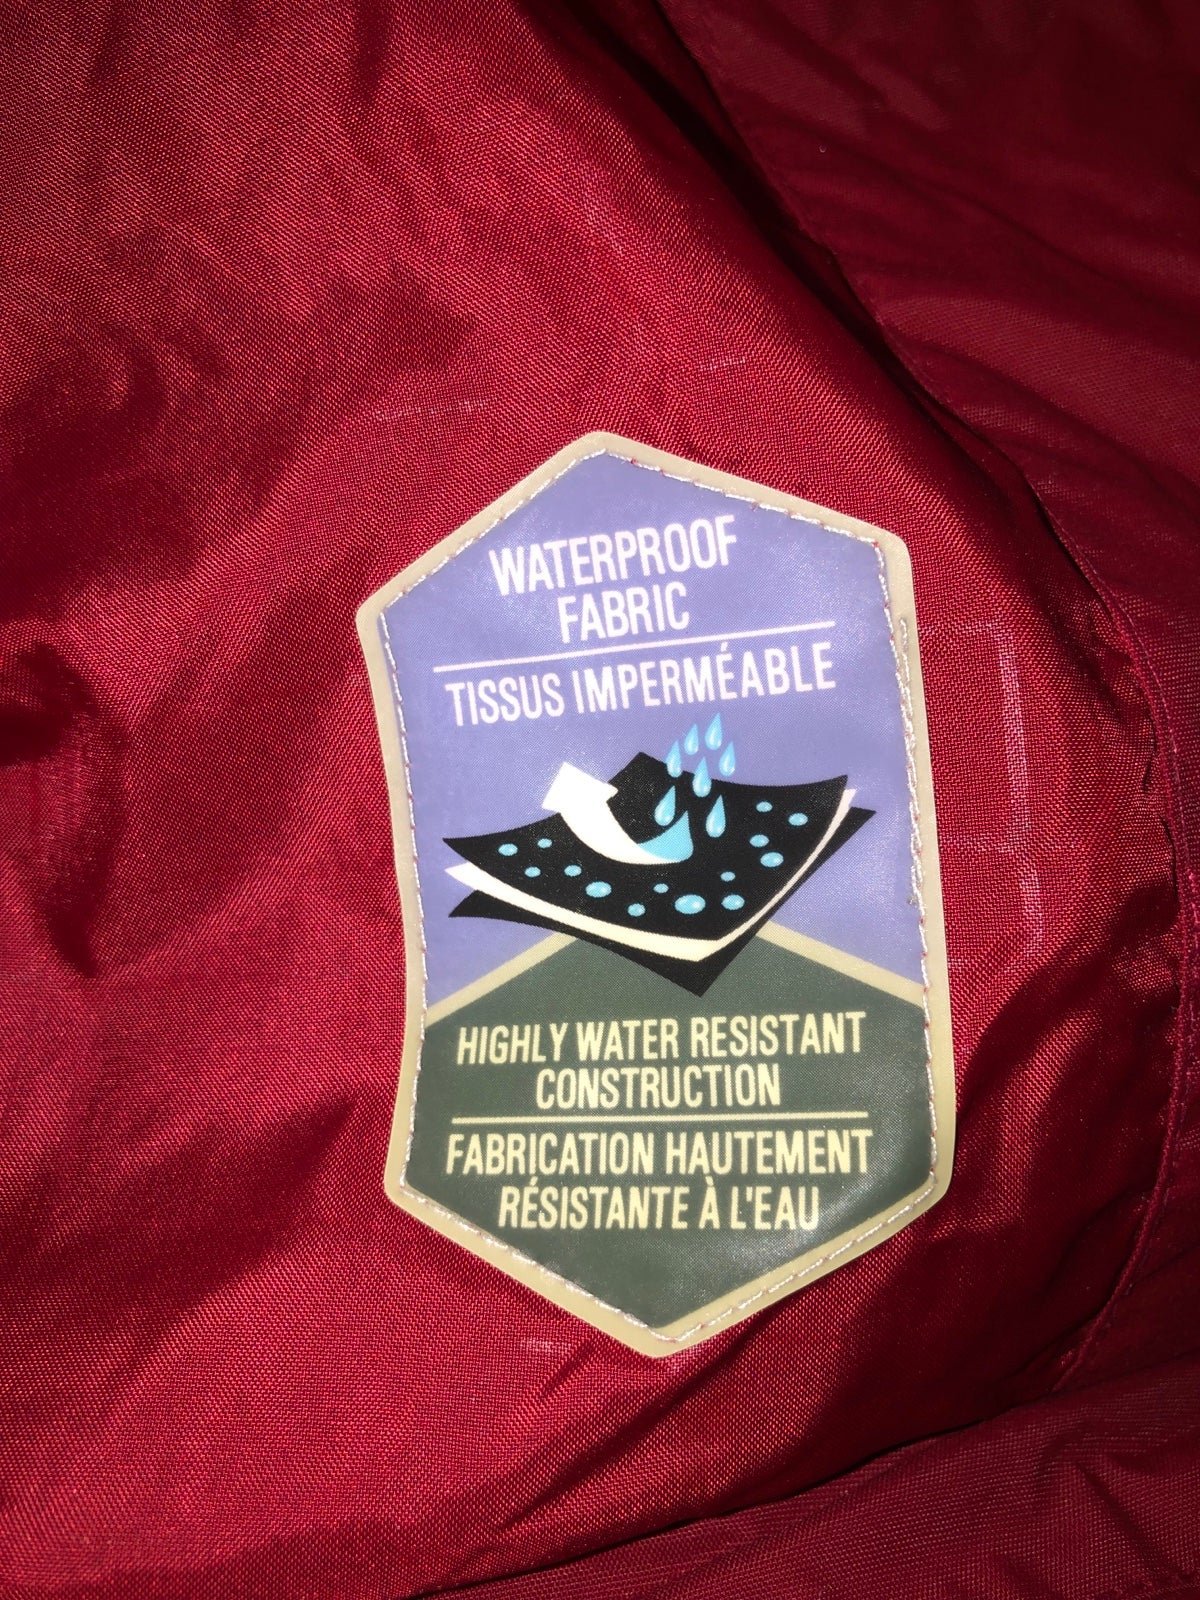 WATERPROOF
FABRIC
TISSUS IMPERMÉABLE
HIGHLY WATER RESISTANT
CONSTRUCTION
FABRICATION HAUTEMENT
RÉSISTANTE À L'EAU